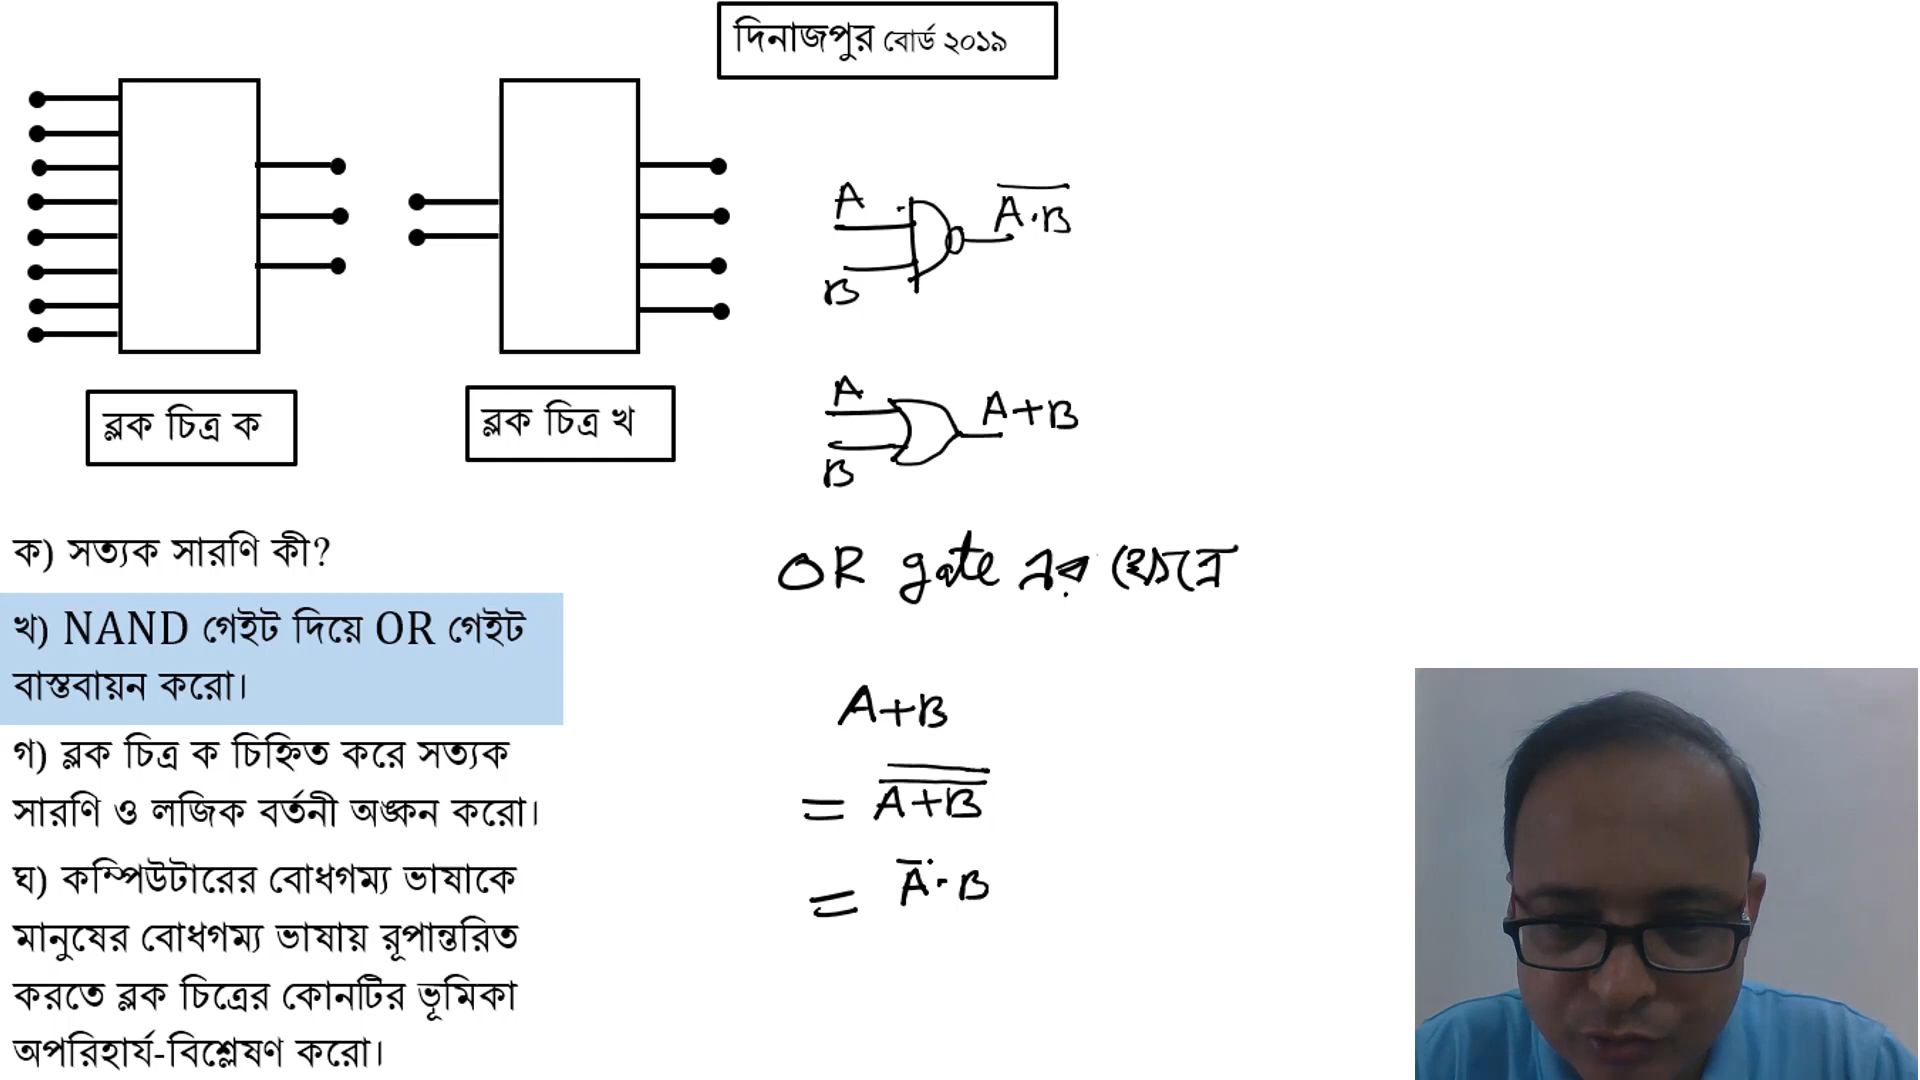 দিনাজপুর বোর্ড ২০১৯
ব্লক চিত্র ক
ব্লক চিত্র খ
ক) সত্যক সারণি কী?
খ) NAND গেইট দিয়ে OR গেইট
বাস্তবায়ন করো।
গ) ব্লক চিত্র ক চিহ্নিত করে সত্যক
সারণি ও লজিক বর্তনী অঙ্কন করো।
ঘ) কম্পিউটারের বোধগম্য ভাষাকে
মানুষের বোধগম্য ভাষায় রূপান্তরিত
করতে ব্লক চিত্রের কোনটির ভূমিকা
অপরিহার্য-বিশ্লেষণ করো।
A
B
A̅·̅B̅
A
B
A+B
OR gate এর ক্ষেত্রে
A+B
= A̿+̿B̿
= A̅·B